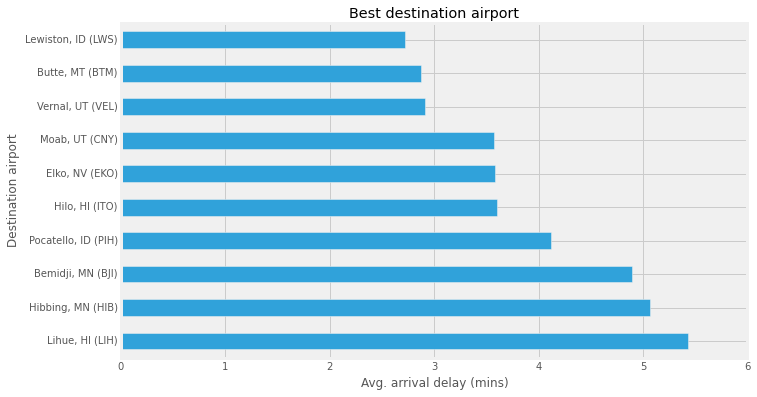 Best destination airport
Destination airport
Lewiston, ID (LWS)
Butte, MT (BTM)
Vernal, UT (VEL)
Moab, UT (CNY)
Elko, NV (EKO)
Hilo, HI (ITO)
Pocatello, ID (PIH)
Bemidji, MN (BJI)
Hibbing, MN (HIB)
Lihue, HI (LIH)
0 1 2 3 4 5 6
Avg. arrival delay (mins)